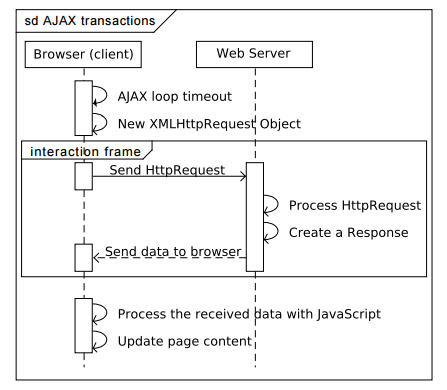 sd AJAX transactions
Browser (client)
Web Server
AJAX loop timeout
New XMLHttpRequest Object
interaction frame
Send HttpRequest
Process HttpRequest
Create a Response
Send data to browser
Process the received data with JavaScript
Update page content